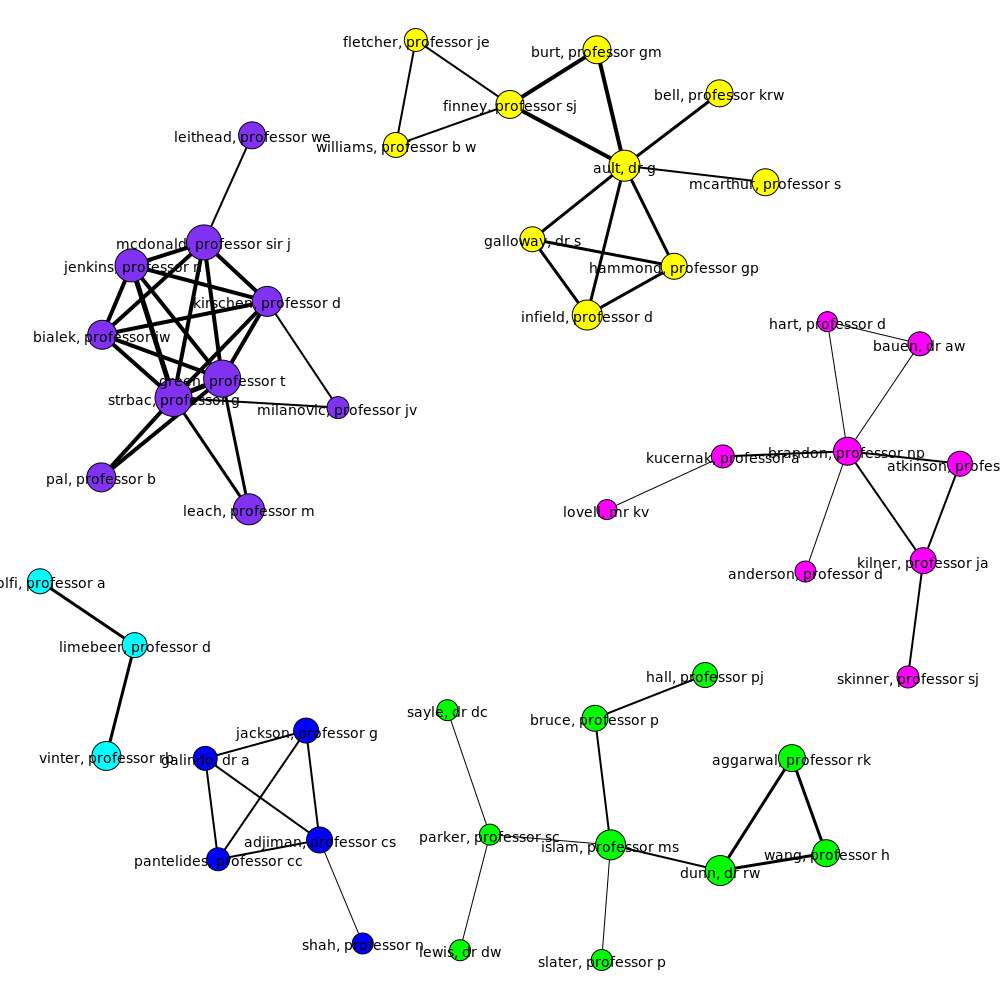 fletcher, professor je
burt, professor gm
bell, professor krw
finney, professor sj
leithead, professor we
williams, professor b w
ault, dr g
mcarthur, professor s
mcdonald, professor sir j
galloway, dr s
jenkins, professor n
hammond, professor gp
kirschen, professor d
infield, professor d
hart, professor d
bialek, professor jw
bauen, dr aw
green, professor t
strbac, professor g
milanovic, professor jv
brandon, professor np
kucernak, professor a
atkinson, profes
pal, professor b
leach, professor m
lovell, mr kv
kilner, professor ja
anderson, professor d
olfi, professor a
limebeer, professor d
hall, professor pj
skinner, professor sj
sayle, dr dc
bruce, professor p
jackson, professor g
vinter, professor rb
galindo, dr a
aggarwal, professor rk
parker, professor sc
adjiman, professor cs
islam, professor ms
wang, professor h
pantelides, professor cc
dunn, dr rw
shah, professor n
lewis, dr dw
slater, professor p